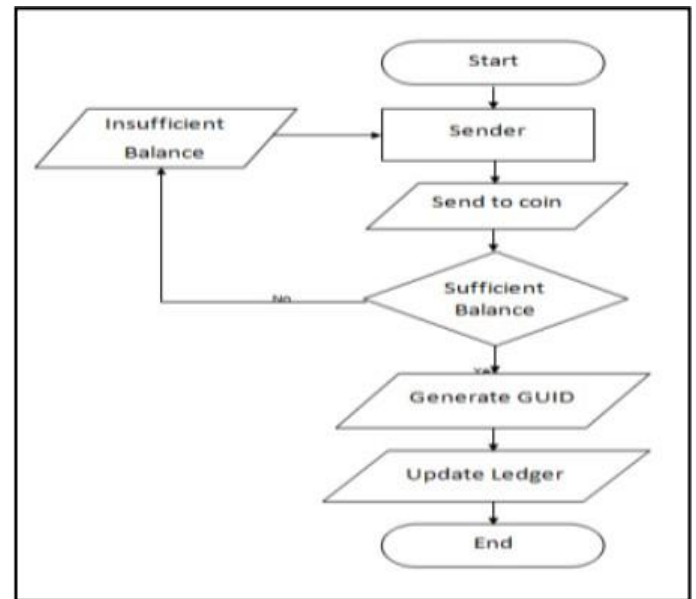 Start
Insufficient
Balance
Sender
Send to coin
Sufficient
Balance
No
Generate GUID
Update Ledger
End